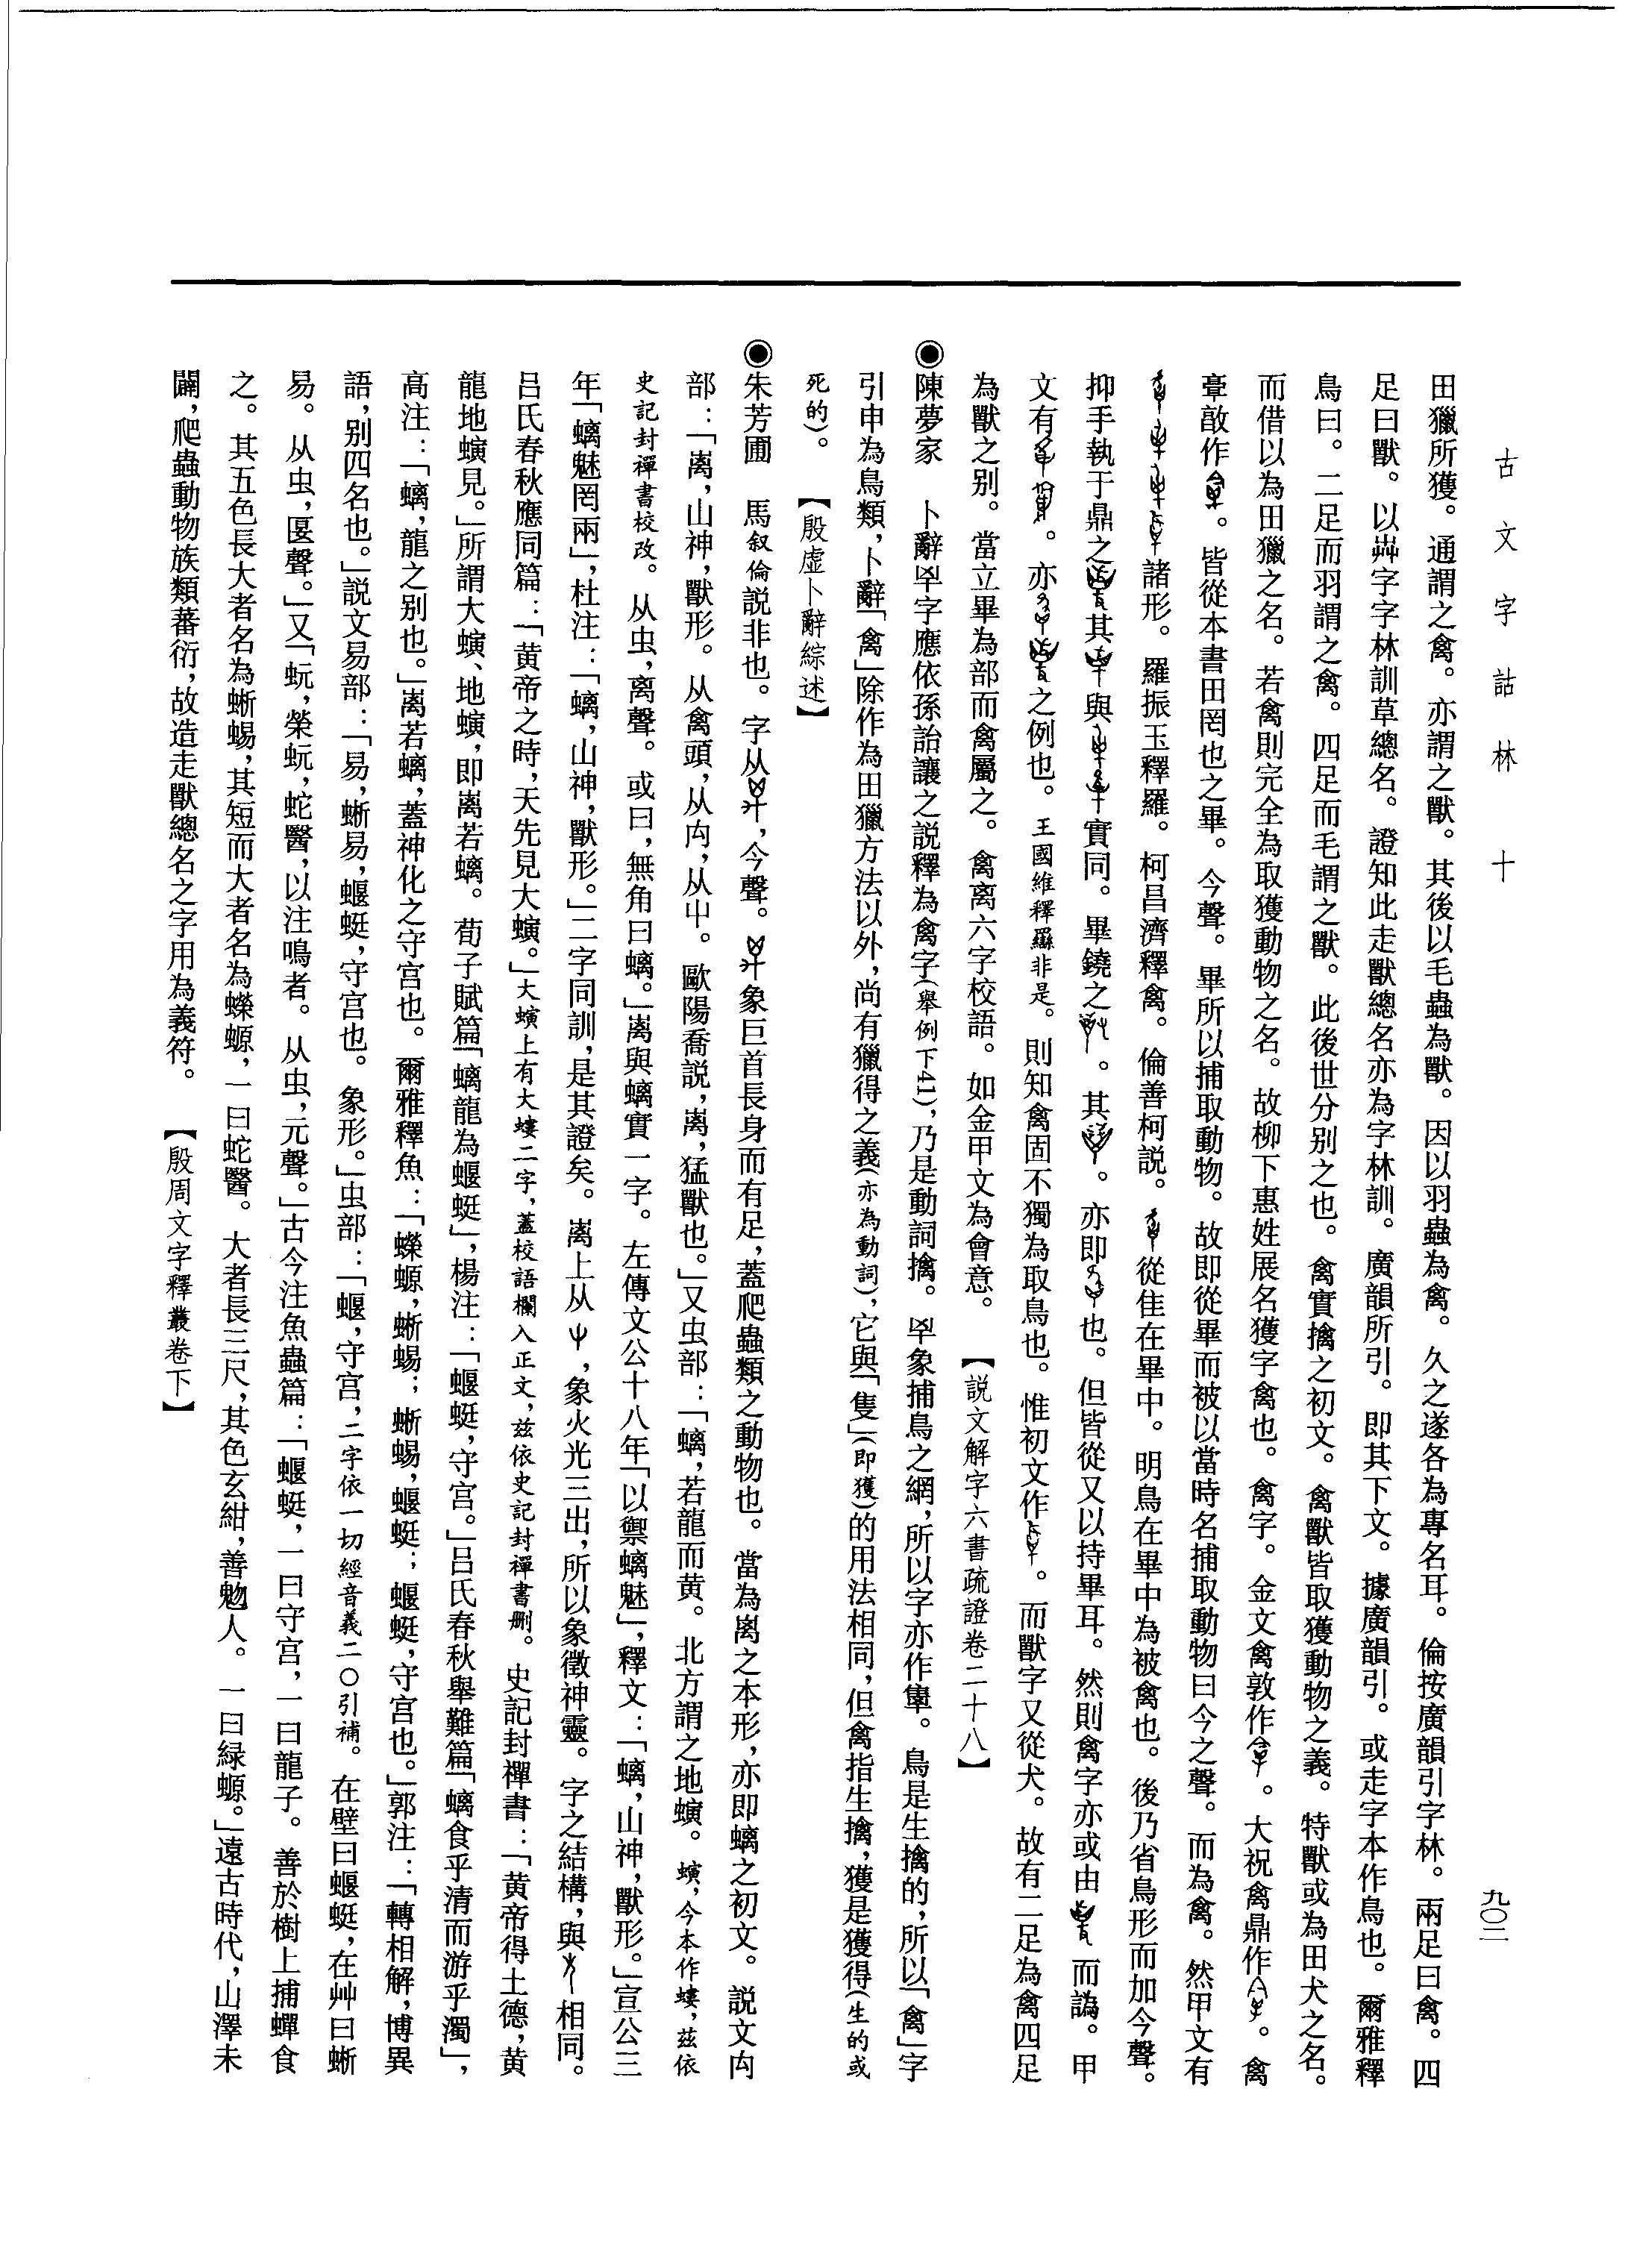 古文字詁林 十
九〇二
田獵所獲。通謂之禽。亦謂之獸。其後以毛蟲為獸。因以羽蟲為禽。久之遂各為專名耳。倫按廣韻引字林。兩足曰禽。四
足曰獸。以艸字字林訓草總名。證知此走獸總名亦為字林訓。廣韻所引。即其下文。據廣韻引。或走字本作鳥也。爾雅釋
鳥曰。二足而羽謂之禽。四足而毛謂之獸。此後世分別之也。禽實擒之初文。禽獸皆取獲動物之義。特獸或為田犬之名。
而借以為田獵之名。若禽則完全為取獲動物之名。故柳下惠姓展名獲字禽也。禽字。金文禽敦作。大祝禽鼎作。禽
敔作。皆從本書田罔也之畢。今聲。畢所以捕取動物。故即從畢而被以當時名捕取動物曰今之聲。而為禽。然甲文有
諸形。羅振玉釋羅。柯昌濟釋禽。倫善柯說。從隹在畢中。明鳥在畢中為被禽也。後乃省鳥形而加今聲。
抑手執于鼎之其與實同。畢鐃之。其。亦即也。但皆從又以持畢耳。然則禽字亦或由而譌。甲
文有。亦之例也。王國維釋羅非是。則知禽固不獨為取鳥也。惟初文作。而獸字又從犬。故有二足為禽四足
為獸之別。當立畢為部而禽屬之。禽离六字校語。如金甲文為會意。【說文解字六書疏證卷二十八】
◉陳夢家 卜辭𢍰字應依孫詒讓之説釋為禽字(舉例下41),乃是動詞擒。𢍰象捕鳥之網,所以字亦作𨾴。鳥是生擒的,所以「禽」字
引申為鳥類,卜辭「禽」除作為田獵方法以外,尚有獵得之義(亦為動詞),它與「隻」(即獲)的用法相同,但禽指生擒,獲是獲得(生的或
死的)。【殷虛卜辭綜述】
◉朱芳圃 馬叙倫説非也。字从,今聲。象巨首長身而有足,蓋爬蟲類之動物也。當為离之本形,亦即螭之初文。説文禸
部:「离,山神,獸形。从禽頭,从禸,从屮。歐陽喬説,离,猛獸也。」又虫部:「螭,若龍而黄。北方謂之地螾。螾,今本作螻,兹依
史記封禪書校改。从虫,离聲。或曰,無角曰螭。」离與螭實一字。左傳文公十八年「以禦螭魅」,釋文:「螭,山神,獸形。」宣公三
年「螭魅罔兩」,杜注:「螭,山神,獸形。」二字同訓,是其證矣。离上从,象火光三出,所以象徵神靈。字之結構,與相同。
吕氏春秋應同篇:「黄帝之時,天先見大螾。」大螾上有大螻二字,蓋校語欄入正文,兹依史記封禪書删。史記封禪書:「黄帝得土德,黄
龍地螾見。」所謂大螾、地螾,即离若螭。荀子賦篇「螭龍為蝘蜓」,楊注:「蝘蜓,守宫。」吕氏春秋舉難篇「螭食乎清而游乎濁」,
高注:「螭,龍之别也。」离若螭,蓋神化之守宫也。爾雅釋魚:「蠑螈,蜥蜴;蜥蜴,蝘蜓;蝘蜓,守宫也。」郭注:「轉相解,博異
語,别四名也。」説文易部:「易,蜥易,蝘蜓,守宫也。象形。」虫部:「蝘,守宫,二字依一切經音義二〇引補。在壁曰蝘蜓,在艸曰蜥
易。从虫,匽聲。」又「蚖,榮蚖,蛇醫,以注鳴者。从虫,元聲。」古今注魚蟲篇:「蝘蜓,一曰守宫,一曰龍子。善於樹上捕蟬食
之。其五色長大者名為蜥蜴,其短而大者名為蠑螈,一曰蛇醫。大者長三尺,其色玄紺,善魅人。一曰緑螈。」遠古時代,山澤未
闢,爬蟲動物族類蕃衍,故造走獸總名之字用為義符。【殷周文字釋叢卷下】